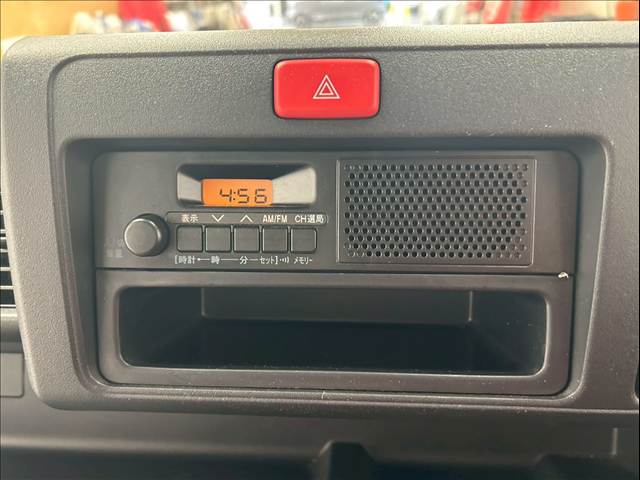 4:56
表示 AM/FM CH選局
[時計 時 分 セット] メモリー